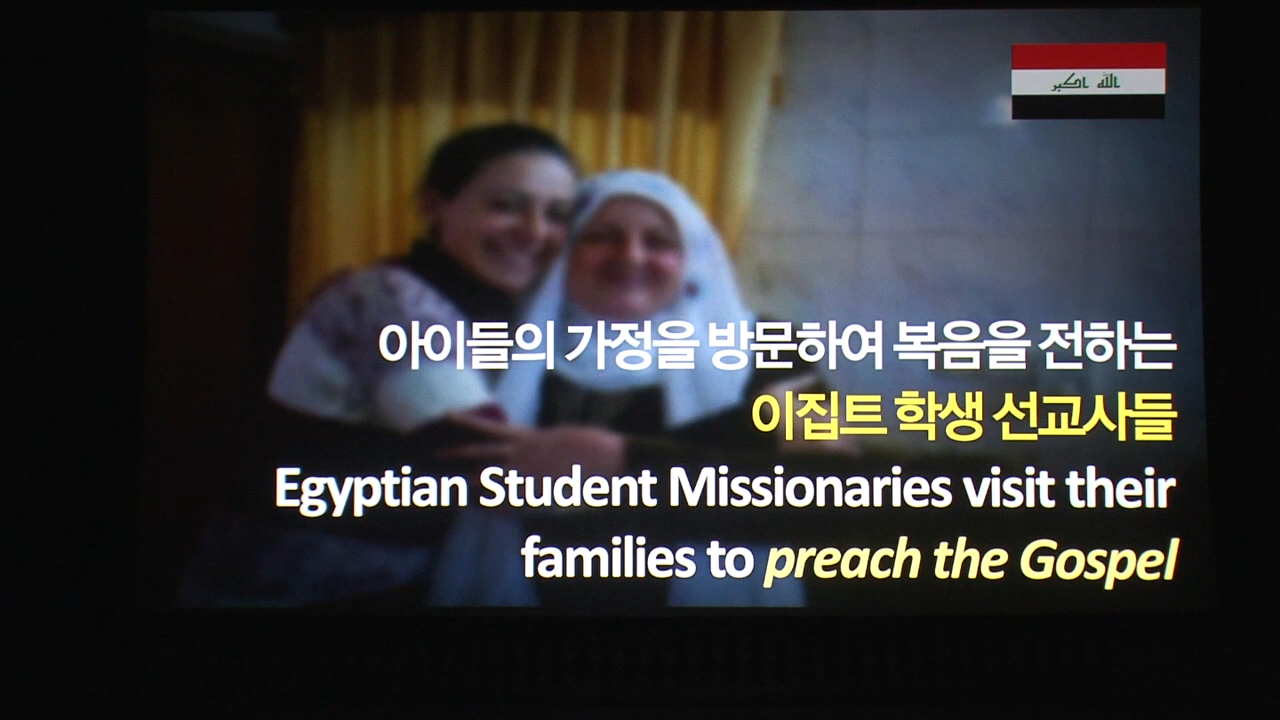 الله اكبر
아이들의 가정을 방문하여 복음을 전하는
이집트 학생 선교사들
Egyptian Student Missionaries visit their
families to preach the Gospel